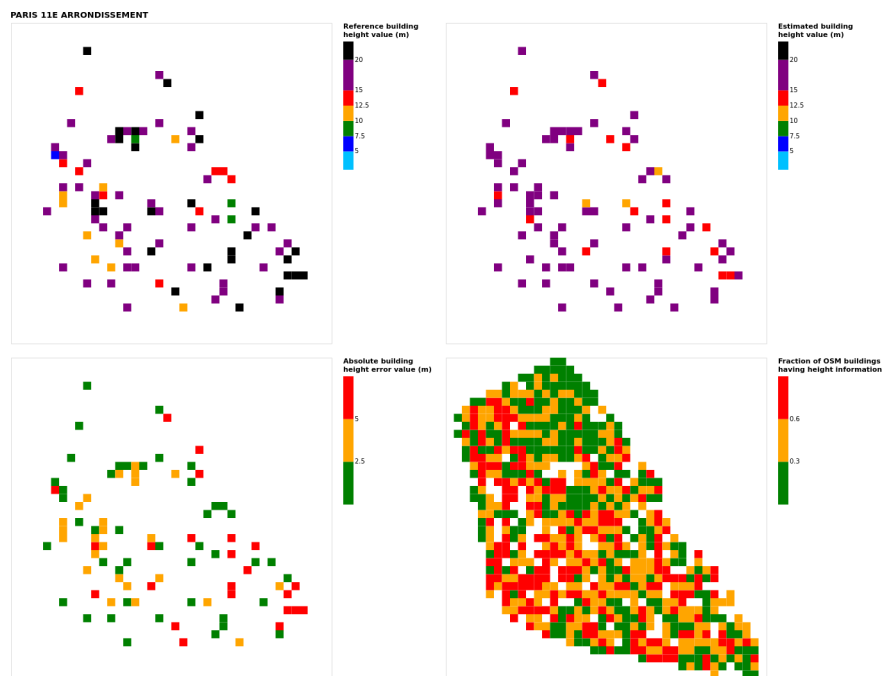 PARIS 11E ARRONDISSEMENT
Reference building
height value (m)
20
15
12.5
10
7.5
5
Estimated building
height value (m)
20
15
12.5
10
7.5
5
Absolute building
height error value (m)
5
2.5
Fraction of OSM buildings
having height information
0.6
0.3